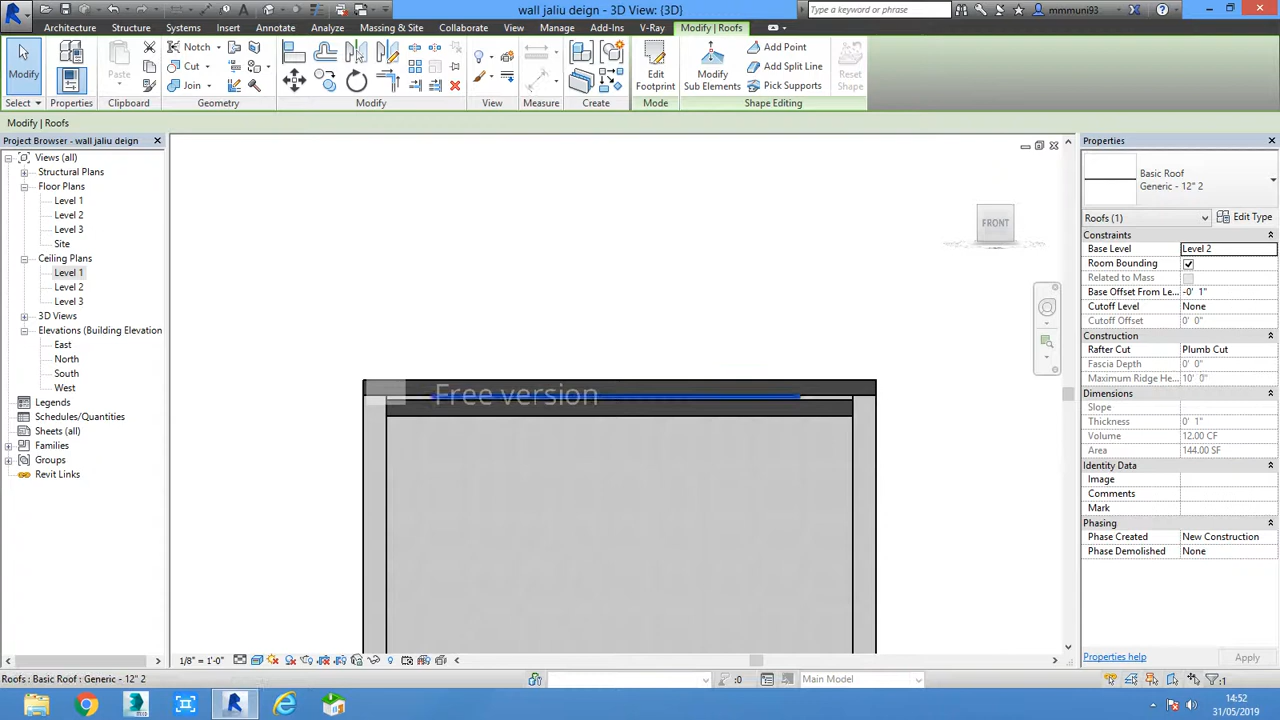 wall jaliu deign - 3D View: {3D}
Type a keyword or phrase
mmmuni93
Architecture Structure Systems Insert Annotate Analyze Massing & Site Collaborate View Manage Add-Ins V-Ray Modify | Roofs
Modify
Properties
Paste
Notch
Cut
Join
Edit Footprint
Modify Sub Elements
Add Point
Add Split Line
Pick Supports
Reset Shape
Select Properties Clipboard Geometry Modify View Measure Create Mode Shape Editing
Modify | Roofs
Project Browser - wall jaliu deign
Views (all)
Structural Plans
Floor Plans
Level 1
Level 2
Level 3
Site
Ceiling Plans
Level 1
Level 2
Level 3
3D Views
Elevations (Building Elevation
East
North
South
West
Legends
Schedules/Quantities
Sheets (all)
Families
Groups
Revit Links
FRONT
Free version
Properties
Basic Roof
Generic - 12" 2
Roofs (1)
Edit Type
Constraints
Base Level Level 2
Room Bounding
Related to Mass
Base Offset From Le... -0' 1"
Cutoff Level None
Cutoff Offset 0' 0"
Construction
Rafter Cut Plumb Cut
Fascia Depth 0' 0"
Maximum Ridge He... 10' 0"
Dimensions
Slope
Thickness 0' 1"
Volume 12.00 CF
Area 144.00 SF
Identity Data
Image
Comments
Mark
Phasing
Phase Created New Construction
Phase Demolished None
Properties help
Apply
1/8" = 1'-0"
Roofs : Basic Roof : Generic - 12" 2
:0
Main Model
:1
14:52
31/05/2019